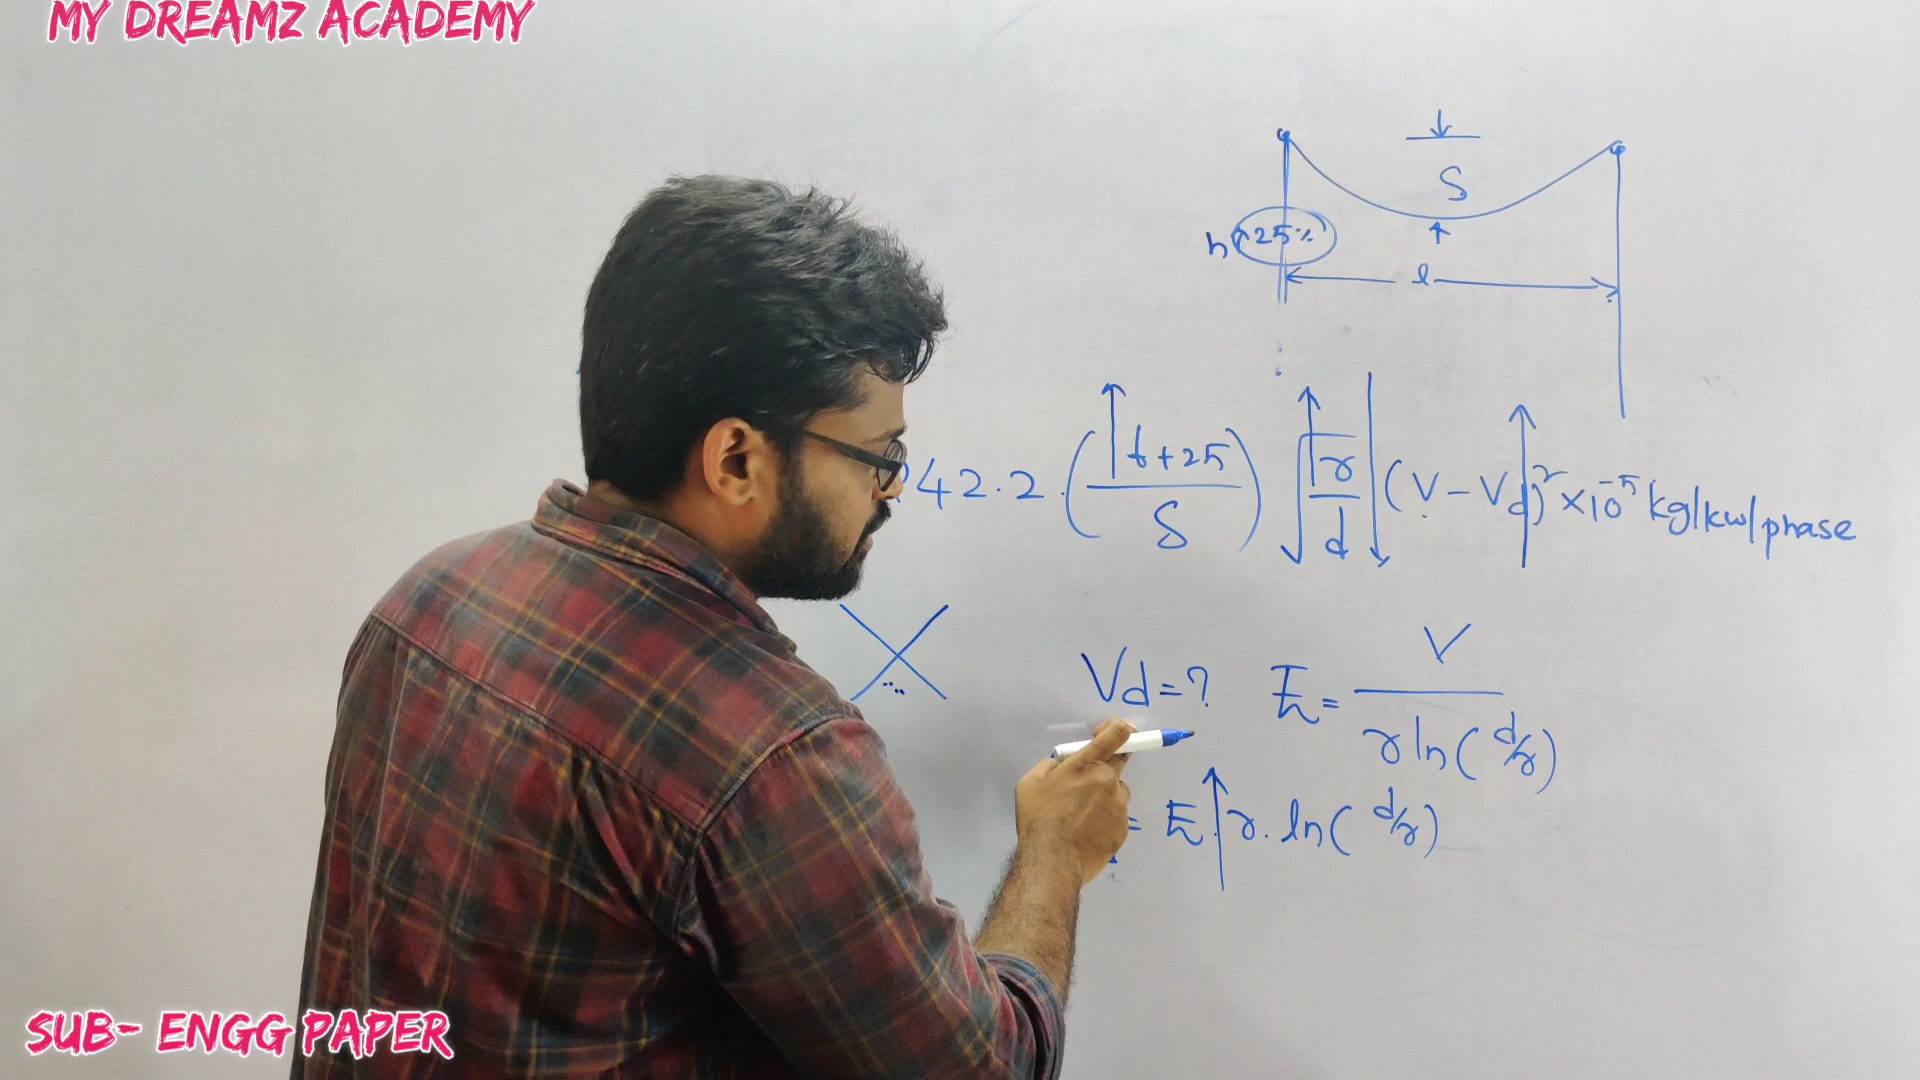 MY DREAMZ ACADEMY
S
h ↑25%
l
242.2 (t+25/S) √r/d (V-Vd)² ×10⁻⁵ kg/kw/phase
Vd=? E = V / r ln(d/r)
= E.r.ln(d/r)
SUB- ENGG PAPER